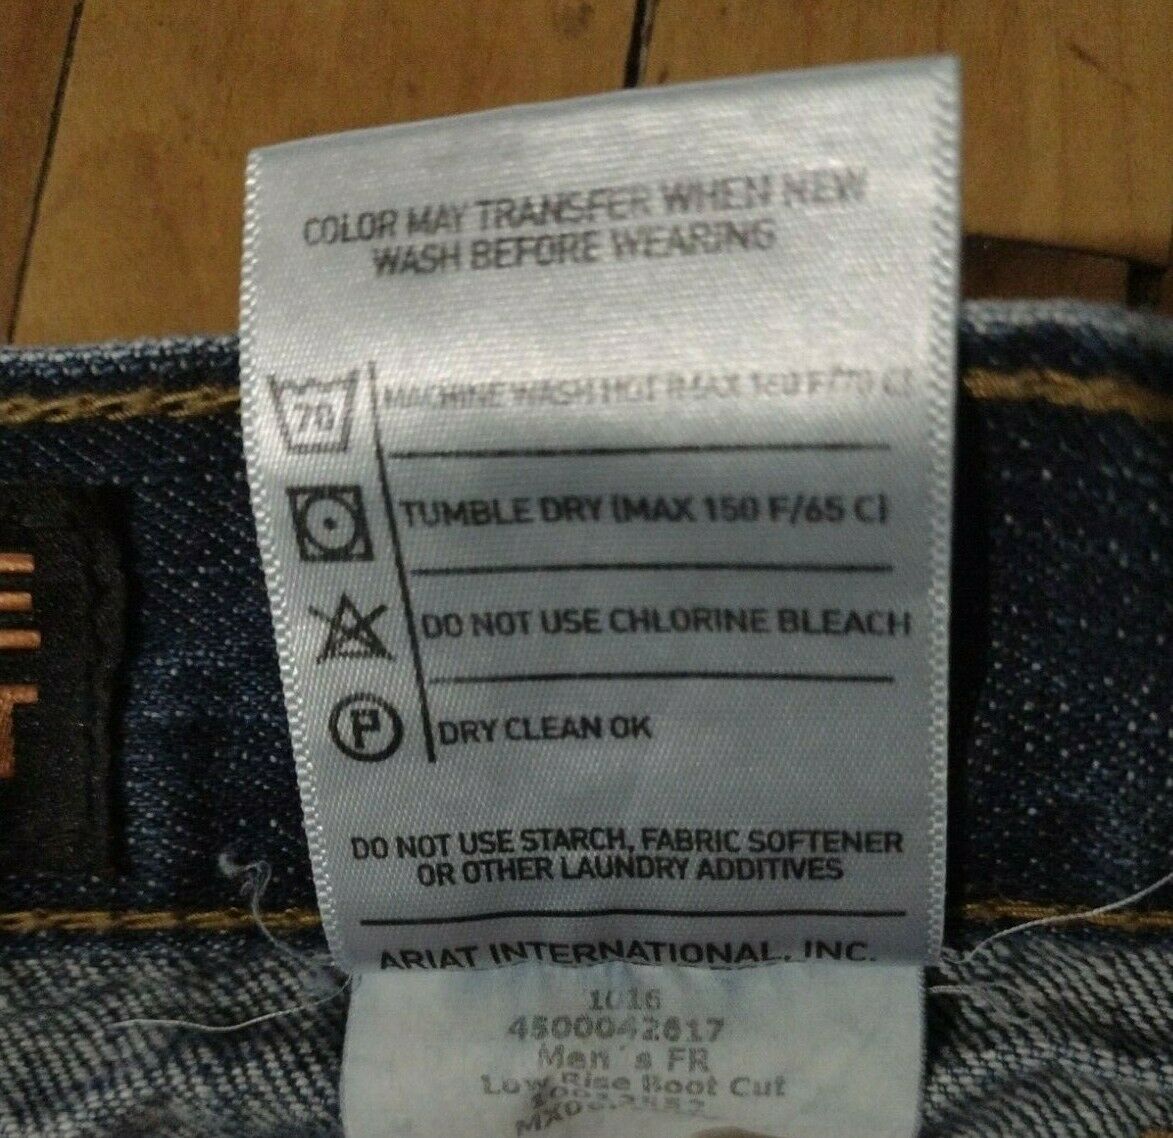 COLOR MAY TRANSFER WHEN NEW
WASH BEFORE WEARING
70
MACHINE WASH HOT (MAX 160 F/70 C)
TUMBLE DRY (MAX 150 F/65 C)
DO NOT USE CHLORINE BLEACH
P
DRY CLEAN OK
DO NOT USE STARCH, FABRIC SOFTENER
OR OTHER LAUNDRY ADDITIVES
ARIAT INTERNATIONAL, INC.
1016
4500042617
Men's FR
Low Rise Boot Cut